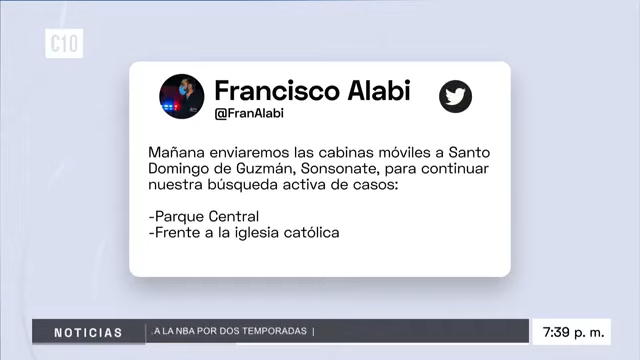 C10
Francisco Alabi
@FranAlabi
Mañana enviaremos las cabinas móviles a Santo
Domingo de Guzmán, Sonsonate, para continuar
nuestra búsqueda activa de casos:
-Parque Central
-Frente a la iglesia católica
NOTICIAS
.A LA NBA POR DOS TEMPORADAS |
7:39 p. m.